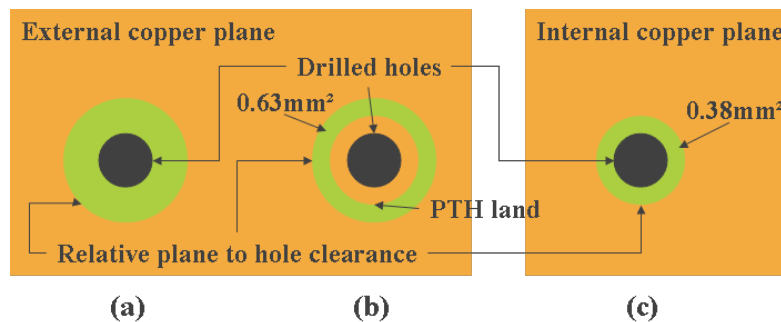 External copper plane
Internal copper plane
Drilled holes
0.63mm²
0.38mm²
PTH land
Relative plane to hole clearance
(a)
(b)
(c)